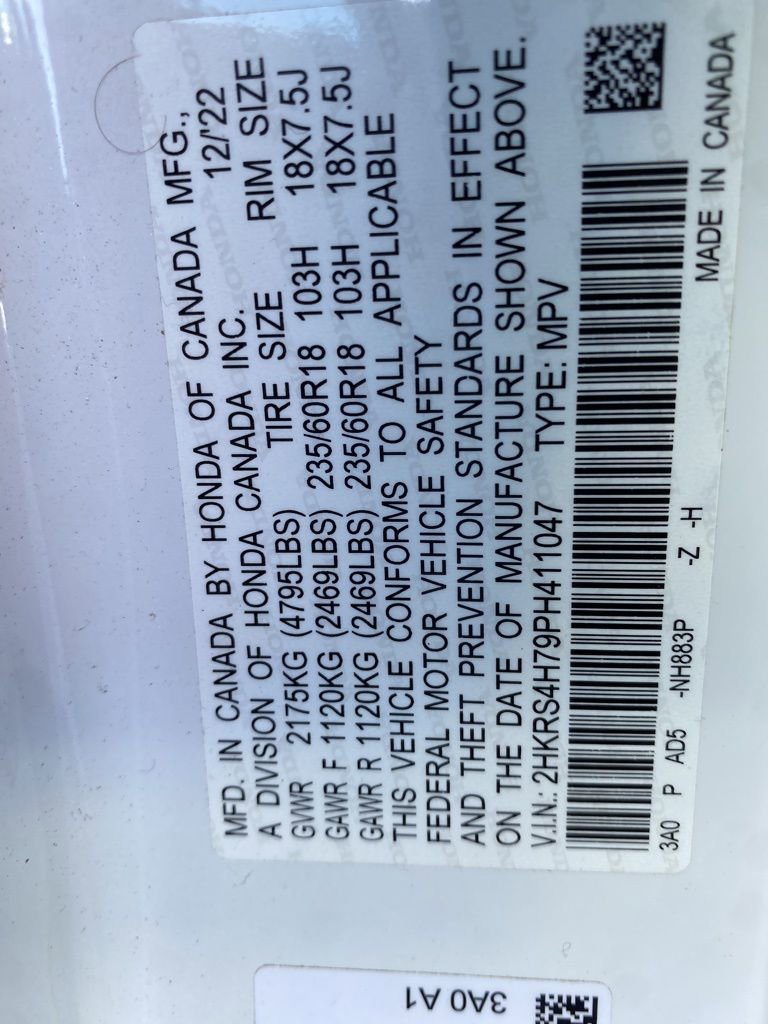 MFD. IN CANADA BY HONDA OF CANADA MFG.,
A DIVISION OF HONDA CANADA INC. 12/'22
GVWR 2175KG (4795LBS) TIRE SIZE RIM SIZE
GAWR F 1120KG (2469LBS) 235/60R18 103H 18X7.5J
GAWR R 1120KG (2469LBS) 235/60R18 103H 18X7.5J
THIS VEHICLE CONFORMS TO ALL APPLICABLE
FEDERAL MOTOR VEHICLE SAFETY
AND THEFT PREVENTION STANDARDS IN EFFECT
ON THE DATE OF MANUFACTURE SHOWN ABOVE.
V.I.N.: 2HKRS4H79PH411047 TYPE: MPV
3A0 P AD5 -NH883P -Z -H
MADE IN CANADA
3A0 A1